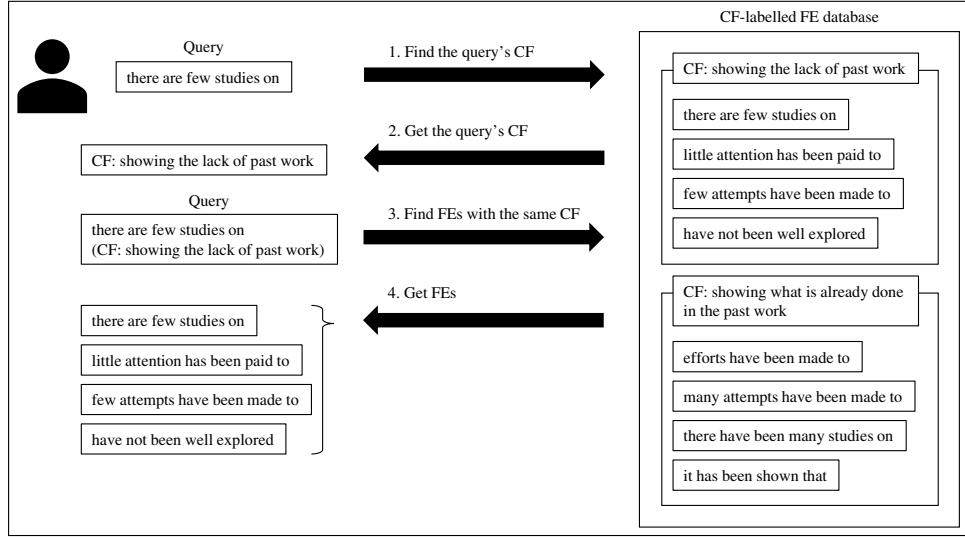 CF-labelled FE database
Query
there are few studies on
1. Find the query's CF
2. Get the query's CF
CF: showing the lack of past work
Query
there are few studies on
(CF: showing the lack of past work)
3. Find FEs with the same CF
4. Get FEs
there are few studies on
little attention has been paid to
few attempts have been made to
have not been well explored
CF: showing the lack of past work
there are few studies on
little attention has been paid to
few attempts have been made to
have not been well explored
CF: showing what is already done
in the past work
efforts have been made to
many attempts have been made to
there have been many studies on
it has been shown that